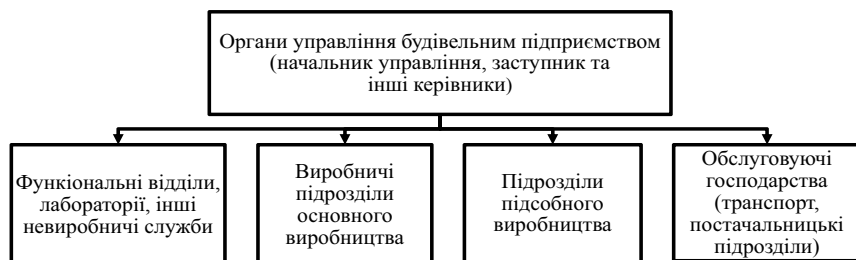 Органи управління будівельним підприємством
(начальник управління, заступник та
інші керівники)
Функціональні відділи,
лабораторії, інші
невиробничі служби
Виробничі
підрозділи
основного
виробництва
Підрозділи
підсобного
виробництва
Обслуговуючі
господарства
(транспорт,
постачальницькі
підрозділи)